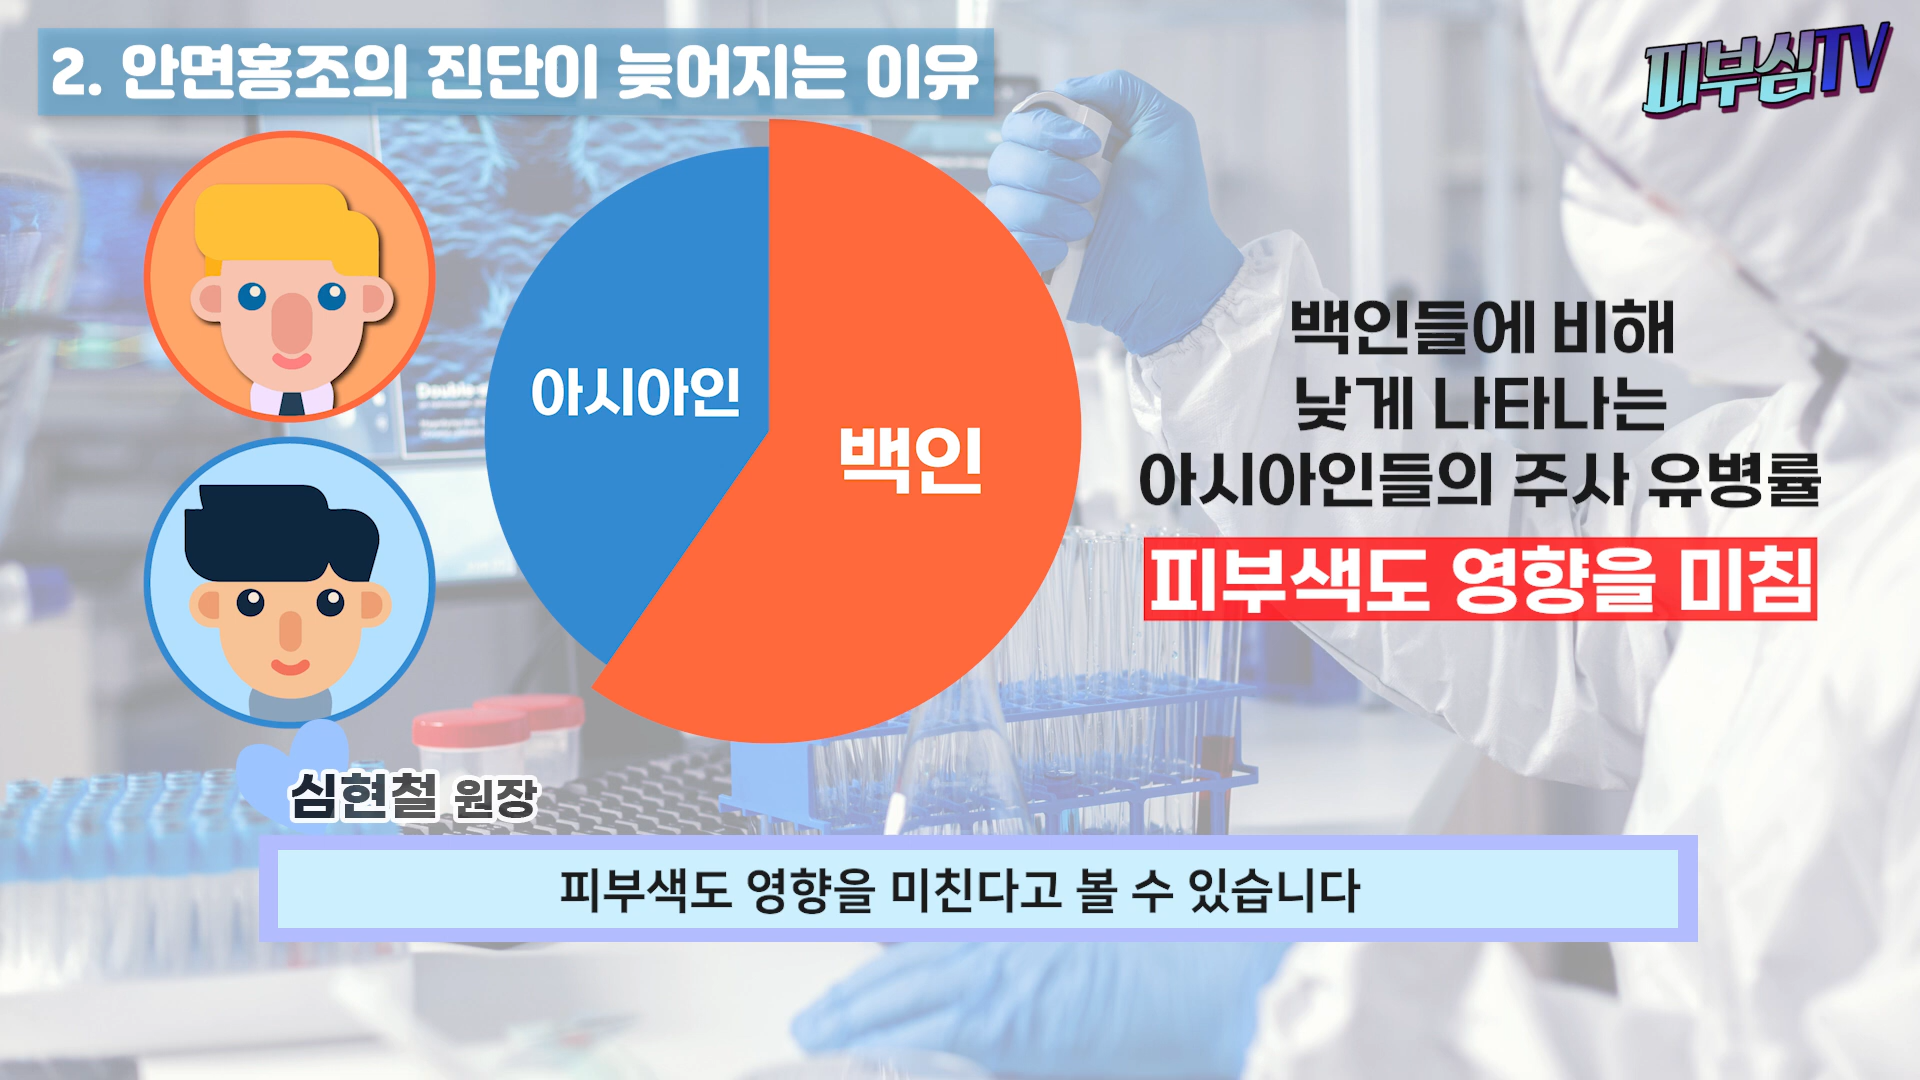 2. 안면홍조의 진단이 늦어지는 이유
피부심TV
아시아인
백인
백인들에 비해
낮게 나타나는
아시아인들의 주사 유병률
피부색도 영향을 미침
심현철 원장
피부색도 영향을 미친다고 볼 수 있습니다